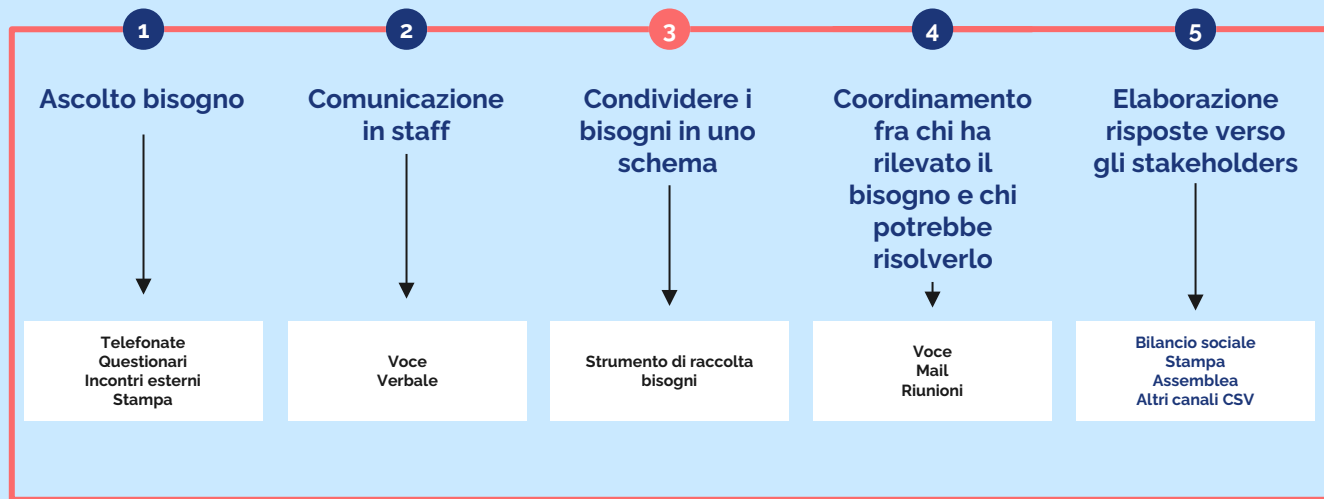 1
Ascolto bisogno
Telefonate
Questionari
Incontri esterni
Stampa
2
Comunicazione
in staff
Voce
Verbale
3
Condividere i
bisogni in uno
schema
Strumento di raccolta
bisogni
4
Coordinamento
fra chi ha
rilevato il
bisogno e chi
potrebbe
risolverlo
Voce
Mail
Riunioni
5
Elaborazione
risposte verso
gli stakeholders
Bilancio sociale
Stampa
Assemblea
Altri canali CSV